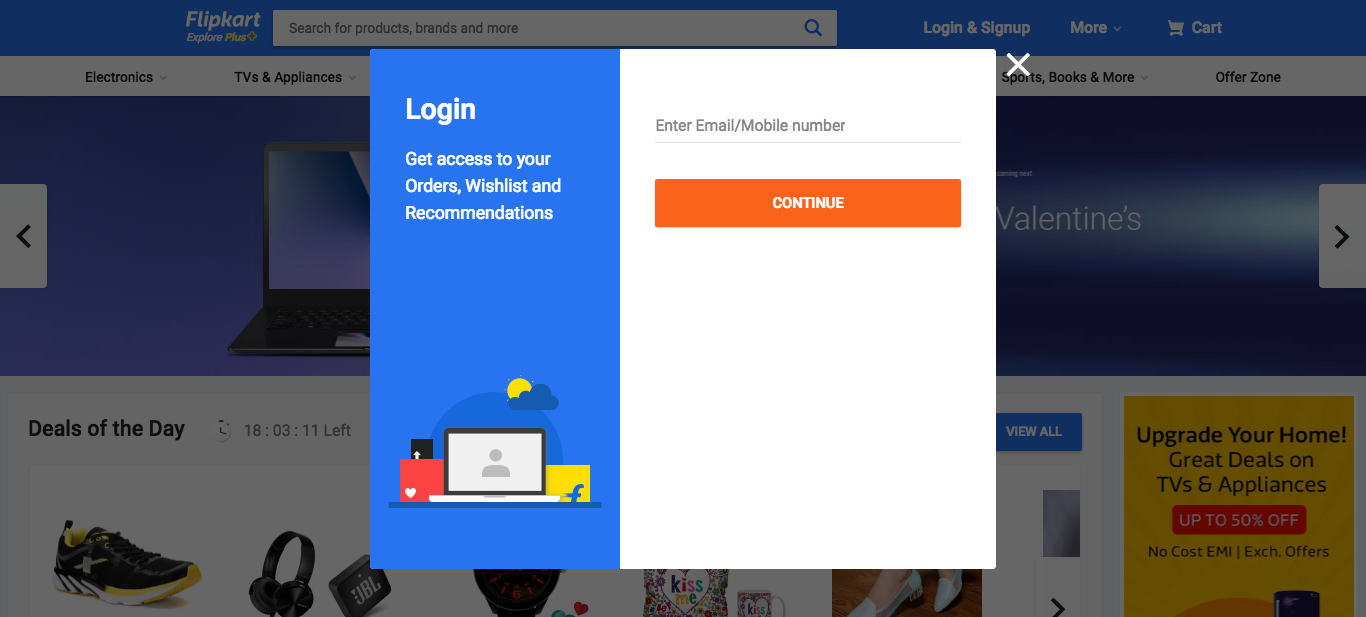 Flipkart
Explore Plus
Search for products, brands and more
Login & Signup
More
Cart
Electronics
TVs & Appliances
Sports, Books & More
Offer Zone
Login
Get access to your
Orders, Wishlist and
Recommendations
Enter Email/Mobile number
CONTINUE
coming next
Valentine's
Deals of the Day
18 : 03 : 11 Left
VIEW ALL
Upgrade Your Home!
Great Deals on
TVs & Appliances
UP TO 50% OFF
No Cost EMI | Exch. Offers
JBL
kiss
me
kiss